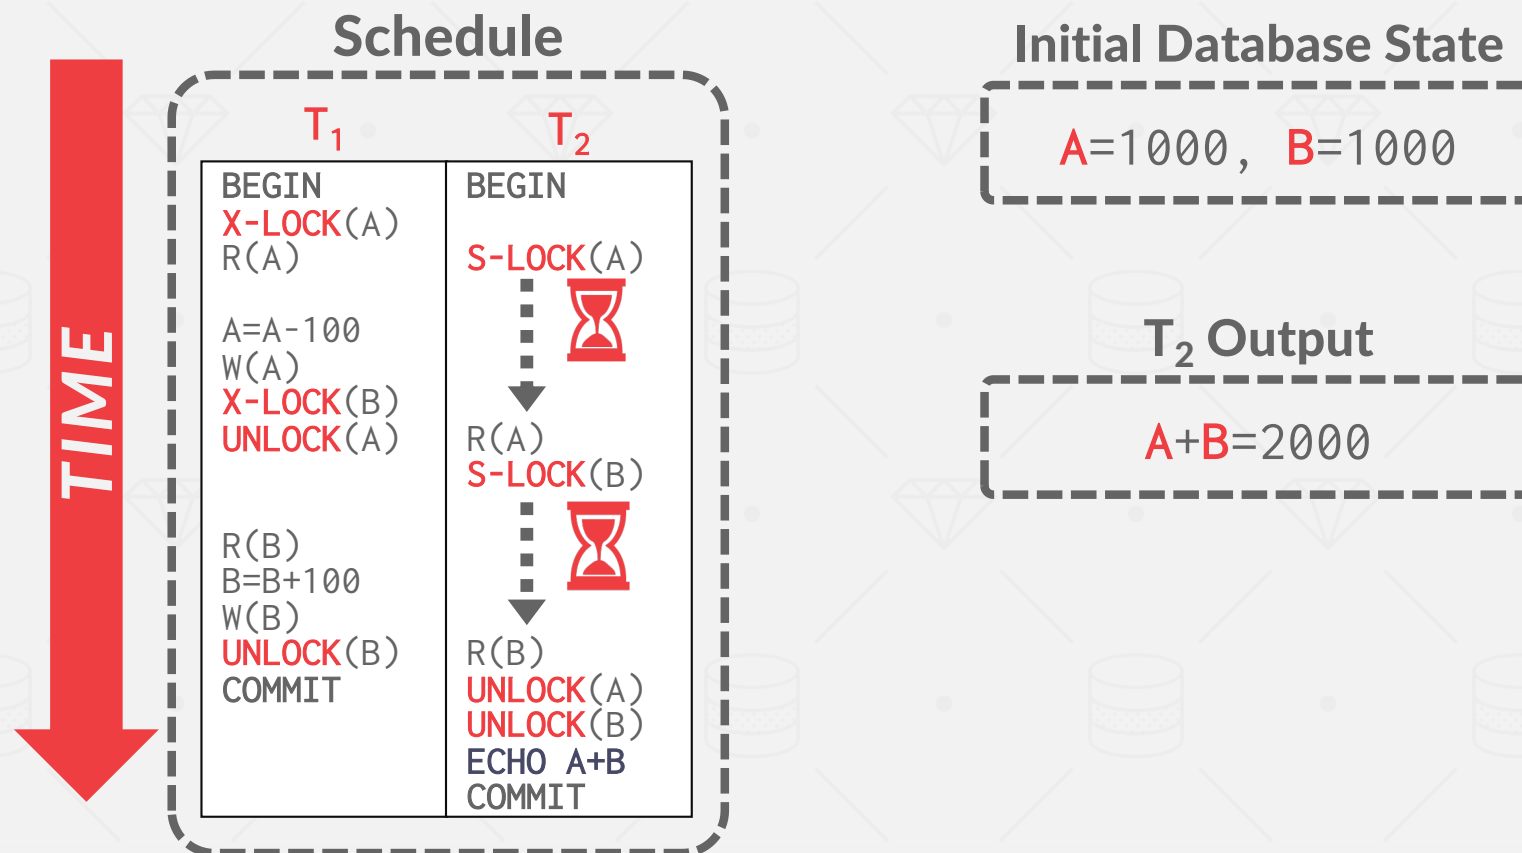 Schedule
TIME
T1
BEGIN
X-LOCK(A)
R(A)
A=A-100
W(A)
X-LOCK(B)
UNLOCK(A)
R(B)
B=B+100
W(B)
UNLOCK(B)
COMMIT
T2
BEGIN
S-LOCK(A)
R(A)
S-LOCK(B)
R(B)
UNLOCK(A)
UNLOCK(B)
ECHO A+B
COMMIT
Initial Database State
A=1000, B=1000
T2 Output
A+B=2000